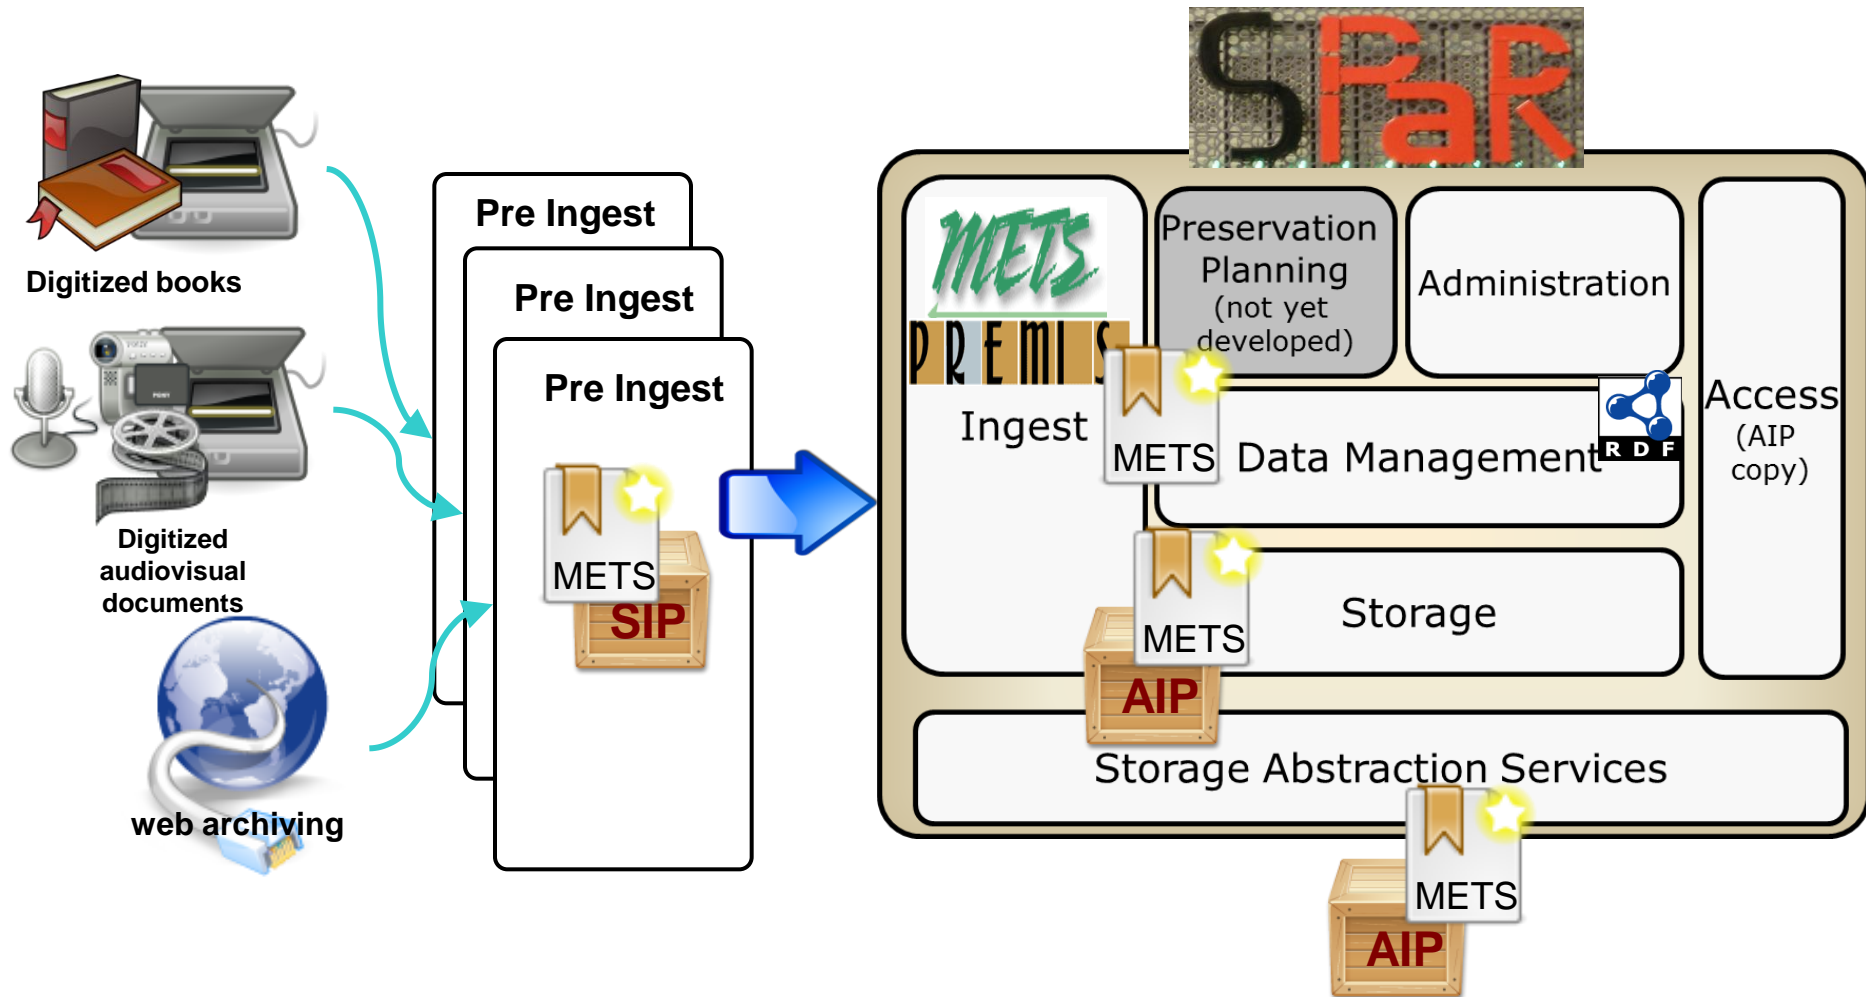 SPaR
Digitized books
Digitized
audiovisual
documents
web archiving
Pre Ingest
Pre Ingest
Pre Ingest
METS
SIP
METS
PREMIS
Ingest
Preservation
Planning
(not yet
developed)
Administration
METS
Data Management
RDF
Access
(AIP
copy)
METS
AIP
Storage
Storage Abstraction Services
METS
AIP